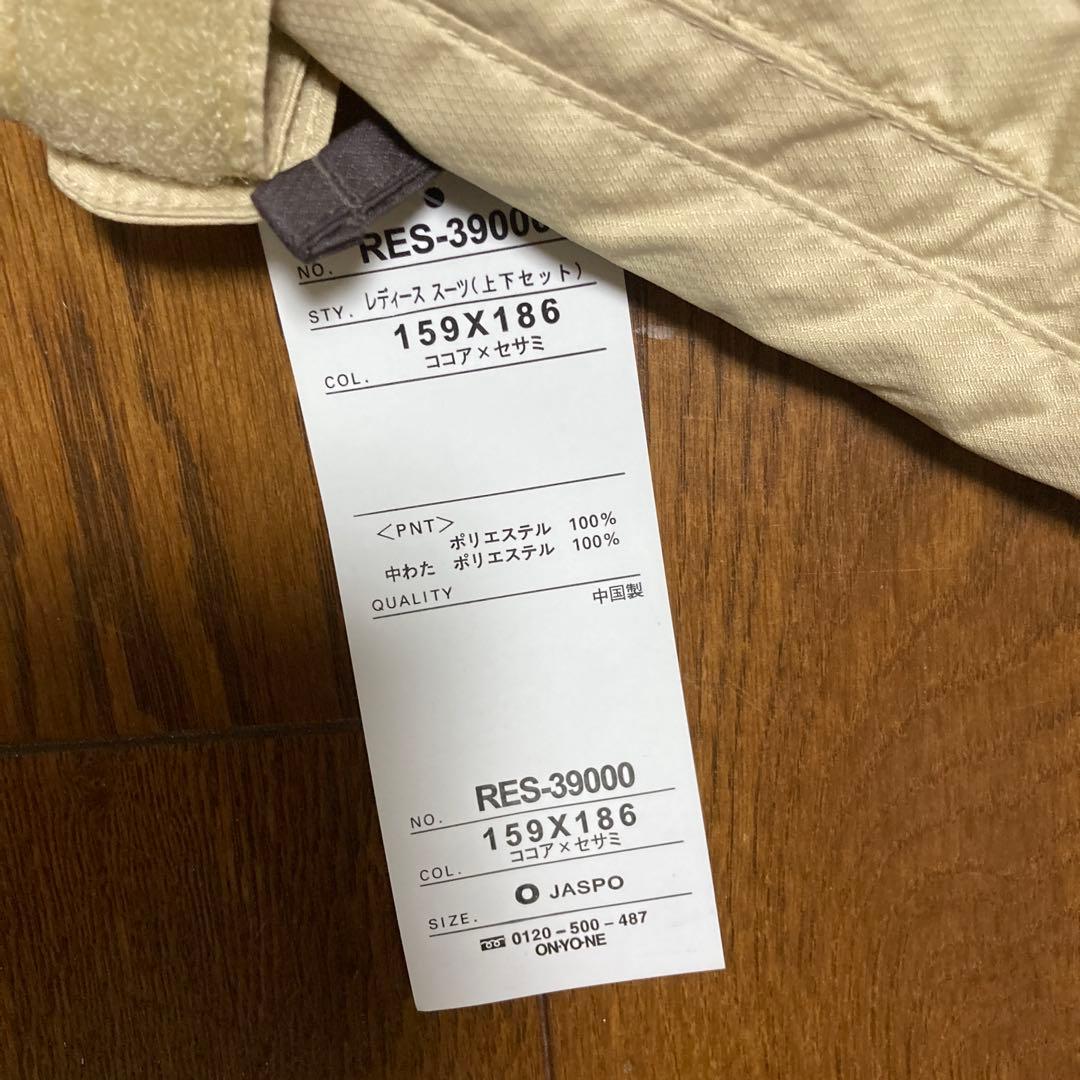 NO. RES-39000
STY. レディース スーツ(上下セット)
159X186
COL. ココア×セサミ
<PNT>
ポリエステル 100%
中わた ポリエステル 100%
QUALITY 中国製
NO. RES-39000
159X186
COL. ココア×セサミ
SIZE. O JASPO
0120-500-487
ON•YO•NE